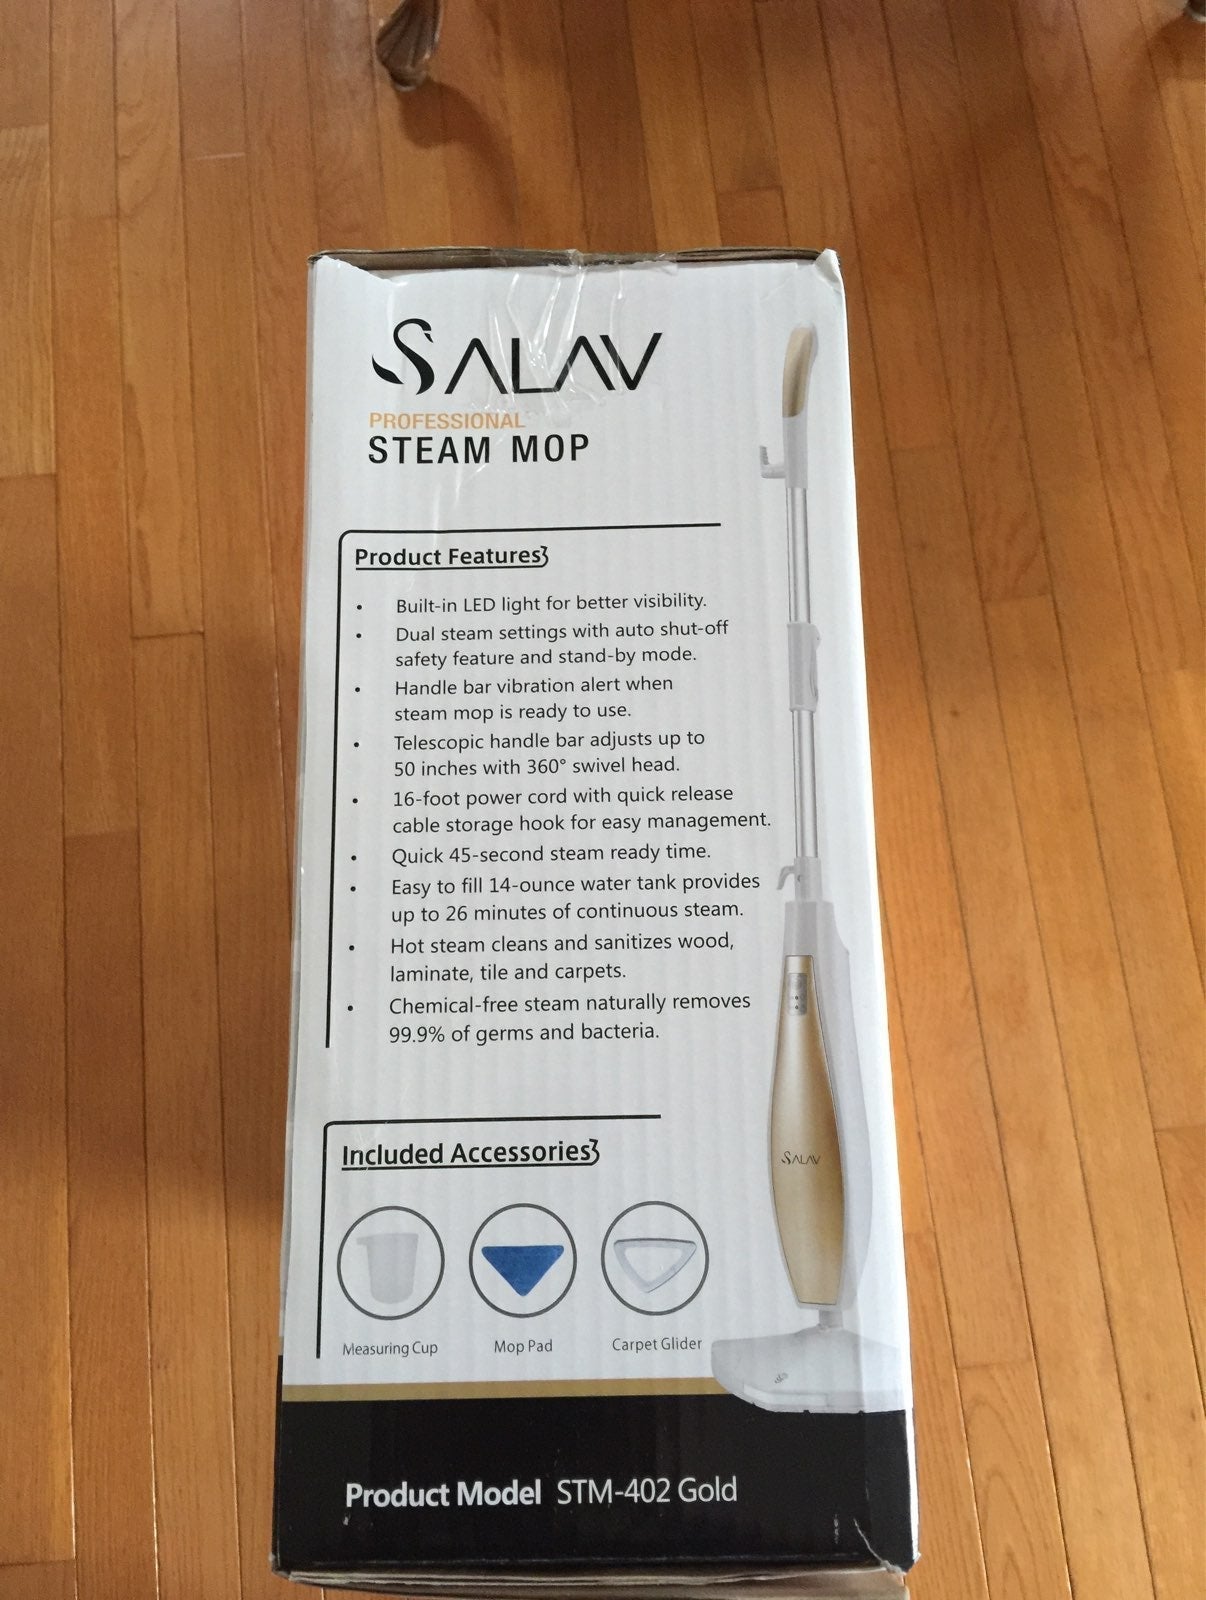 SALAV
PROFESSIONAL
STEAM MOP
Product Features
• Built-in LED light for better visibility.
• Dual steam settings with auto shut-off
safety feature and stand-by mode.
• Handle bar vibration alert when
steam mop is ready to use.
• Telescopic handle bar adjusts up to
50 inches with 360° swivel head.
• 16-foot power cord with quick release
cable storage hook for easy management.
• Quick 45-second steam ready time.
• Easy to fill 14-ounce water tank provides
up to 26 minutes of continuous steam.
• Hot steam cleans and sanitizes wood,
laminate, tile and carpets.
• Chemical-free steam naturally removes
99.9% of germs and bacteria.
SALAV
Included Accessories
Measuring Cup Mop Pad Carpet Glider
Product Model STM-402 Gold